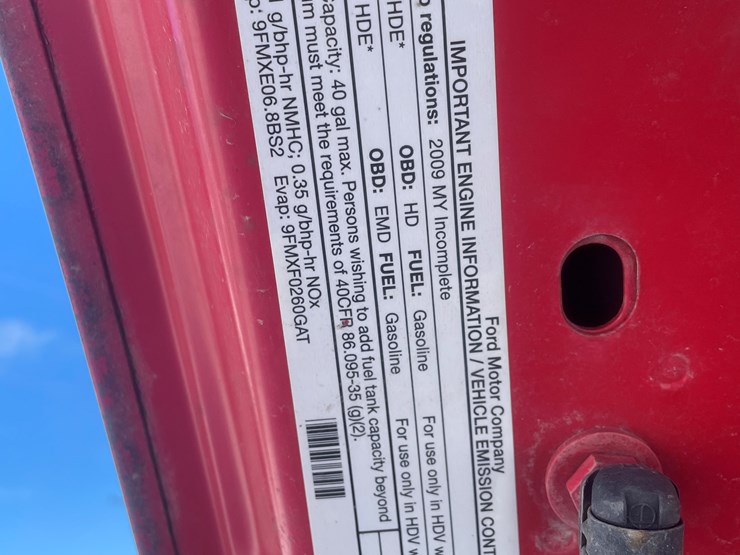 Ford Motor Company
IMPORTANT ENGINE INFORMATION / VEHICLE EMISSION CONT
regulations: 2009 MY Incomplete
HDE* OBD: HD FUEL: Gasoline For use only in HDV w
HDE* OBD: EMD FUEL: Gasoline For use only in HDV w
apacity: 40 gal max. Persons wishing to add fuel tank capacity beyond
m must meet the requirements of 40CFR 86.095-35 (g)(2).
g/bhp-hr NMHC; 0.35 g/bhp-hr NOx
p: 9FMXE06.8BS2 Evap: 9FMXF0260GAT